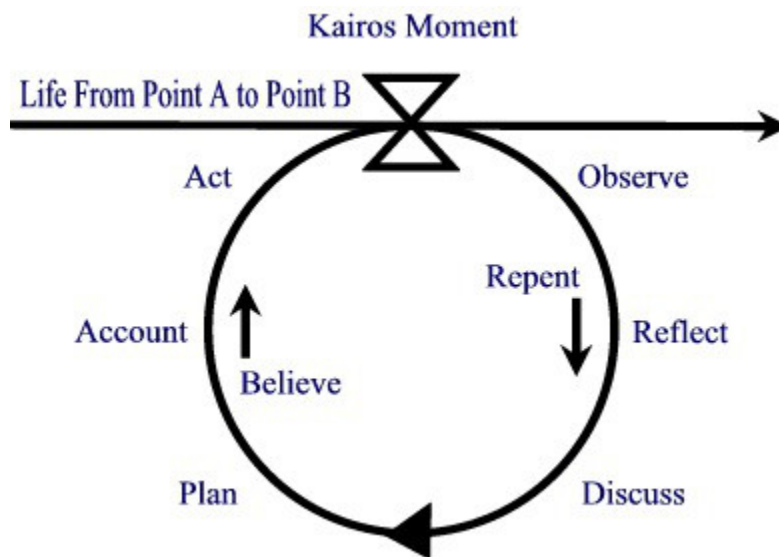 Kairos Moment
Life From Point A to Point B
Act
Observe
Repent
Account
Reflect
Believe
Plan
Discuss